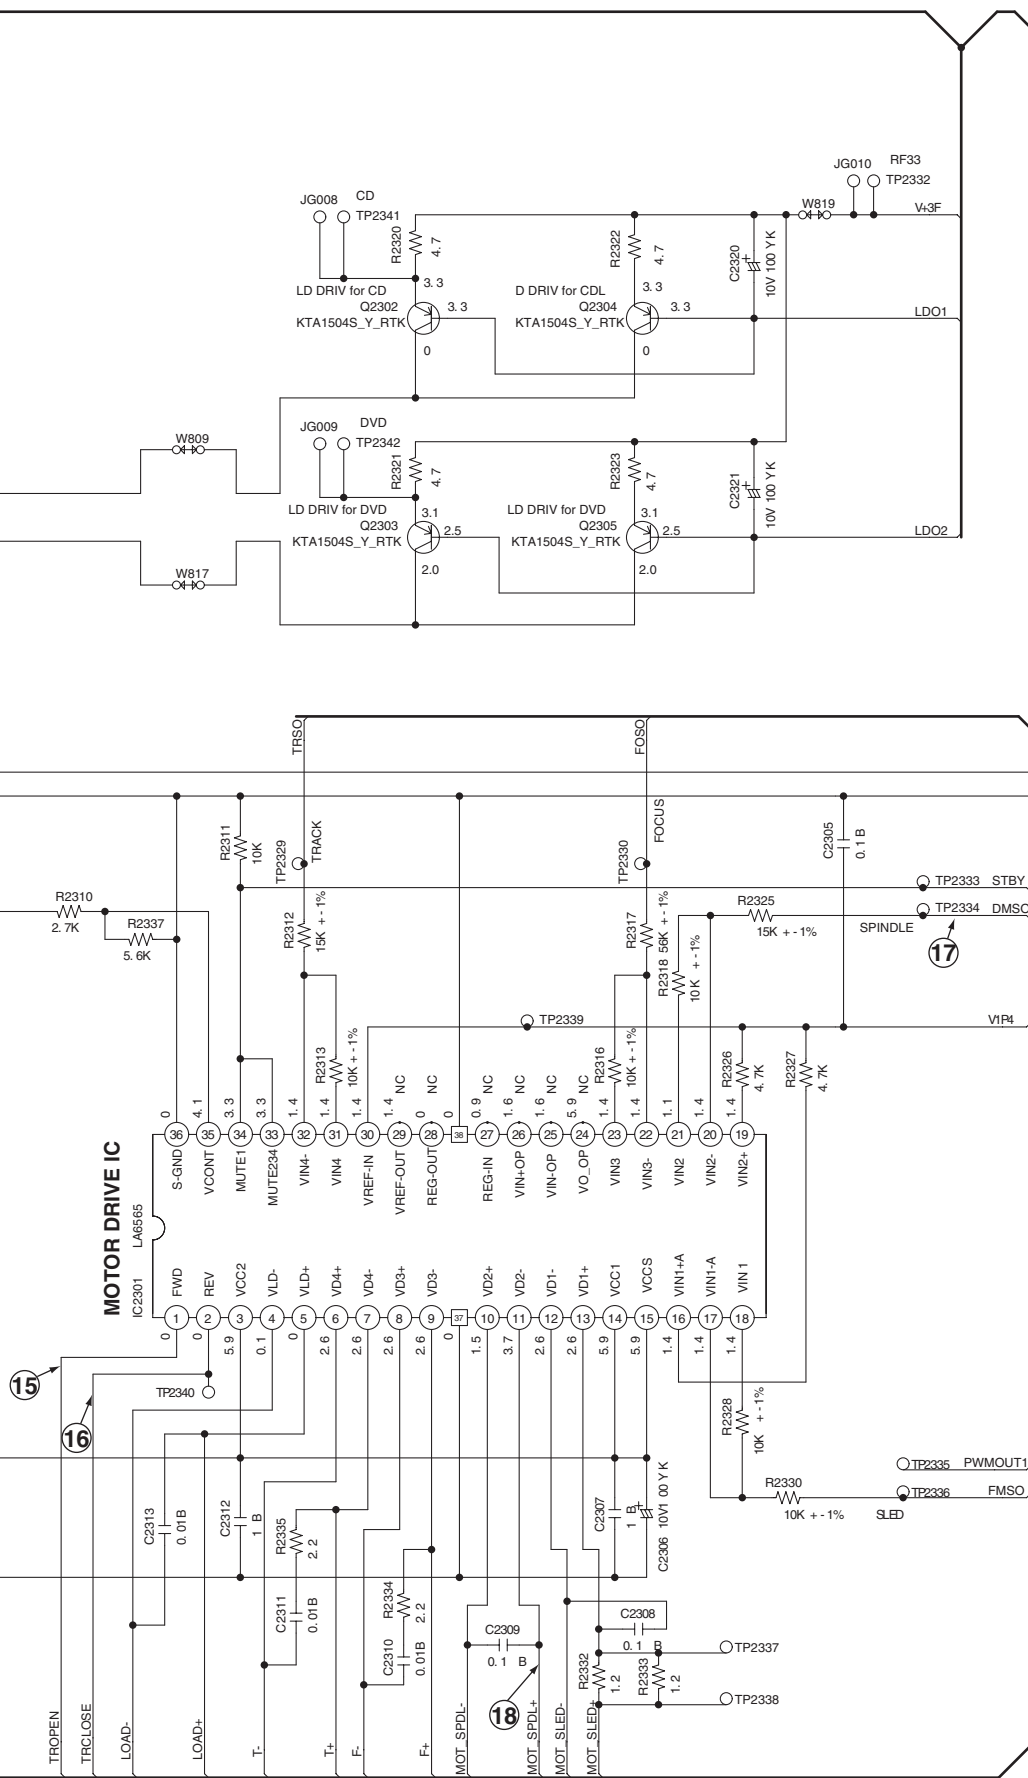 JG010
RF33
TP2332
W819
V+3F
JG008
CD
TP2341
R2320
4.7
R2322
4.7
C2320
10V 100 YK
+
3.3
3.3
LD DRIV for CD
Q2302
KTA1504S_Y_RTK
3.3
0
D DRIV for CDL
Q2304
KTA1504S_Y_RTK
3.3
0
LDO1
W809
JG009
DVD
TP2342
R2321
4.7
R2323
4.7
C2321
10V 100 YK
+
3.1
3.1
LD DRIV for DVD
Q2303
KTA1504S_Y_RTK
2.5
2.0
LD DRIV for DVD
Q2305
KTA1504S_Y_RTK
2.5
2.0
LDO2
W817
TRSO
FOSO
R2311
10K
TP2329
TRACK
TP2330
FOCUS
C2305
0.1 B
TP2333 STBY
R2310
2.7K
R2337
5.6K
R2312
15K +-1%
R2317
56K +-1%
R2318
10K +-1%
R2325
15K +-1%
SPINDLE
TP2334 DMSO
17
TP2339
V1P4
R2313
10K +-1%
R2316
10K +-1%
R2326
4.7K
R2327
4.7K
NC NC NC NC NC
0 4.1 3.3 3.3 1.4 1.4 1.4 1.4 0 0 0.9 1.6 1.6 5.9 1.4 1.4 1.1 1.4 1.4
36 35 34 33 32 31 30 29 28 38 27 26 25 24 23 22 21 20 19
S-GND VCONT MUTE1 MUTE234 VIN4- VIN4 VREF-IN VREF-OUT REG-OUT REG-IN VIN+OP VIN-OP VO_OP VIN3 VIN3- VIN2 VIN2- VIN2+
MOTOR DRIVE IC
IC2301 LA6565
FWD REV VCC2 VLD- VLD+ VD4+ VD4- VD3+ VD3- VD2+ VD2- VD1- VD1+ VCC1 VCCS VIN1+A VIN1-A VIN1
1 2 3 4 5 6 7 8 9 37 10 11 12 13 14 15 16 17 18
0 0 5.9 0.1 0 2.6 2.6 2.6 2.6 0 1.5 3.7 2.6 2.6 5.9 5.9 1.4 1.4 1.4
15
16
TP2340
R2328
10K +-1%
TP2335 PWMOUT1
R2330
10K +-1%
SLED
TP2336 FMSO
C2313
0.01B
C2312
1 B
R2335
2.2
C2307
1 B
C2306 10V1 00 YK
+
C2311
0.01B
R2334
2.2
C2310
0.01B
C2309
0.1 B
18
C2308
0.1 B
R2332
1.2
R2333
1.2
TP2337
TP2338
TROPEN
TRCLOSE
LOAD-
LOAD+
T-
T+
F-
F+
MOT_SPDL-
MOT_SPDL+
MOT_SLED-
MOT_SLED+